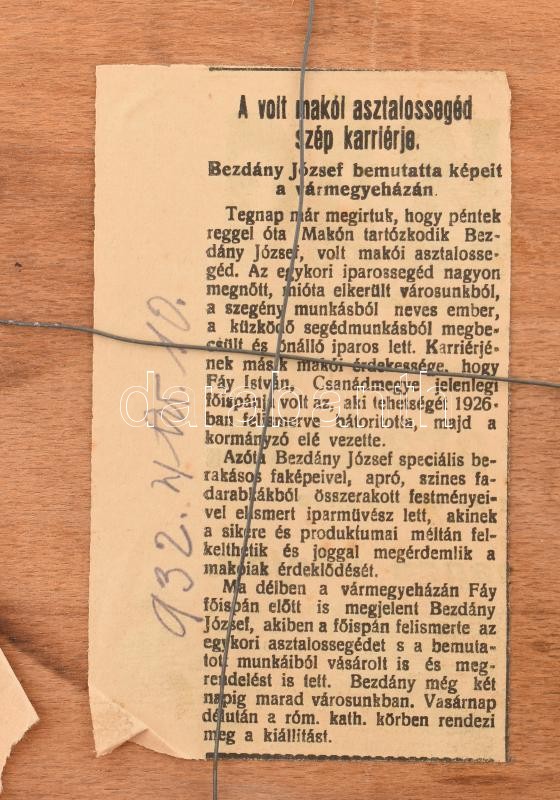 A volt makói asztalossegéd
szép karriérje.
Bezdány József bemutatta képeit
a vármegyeházán.
Tegnap már megirtuk, hogy péntek
reggel óta Makón tartózkodik Bez-
dány József, volt makói asztalosse-
géd. Az egykori iparossegéd nagyon
megnőtt, mióta elkerült városunkból,
a szegény munkásból neves ember,
a küzködő segédmunkásból megbe-
csült és önálló iparos lett. Karriérjé-
nek másik makói érdekessége, hogy
Fáy István, Csanádmegye jelenlegi
főispánja volt az, aki tehetségét 1926-
ban felismerve bátoritotta, majd a
kormányzó elé vezette.
Azóta Bezdány József speciális be-
rakásos faképeivel, apró, szines fa-
darabkákból összerakott festményei-
vel elismert iparmüvész lett, akinek
a sikere és produktumai méltán fel-
kelthetik és joggal megérdemlik a
makóiak érdeklődését.
Ma délben a vármegyeházán Fáy
főispán előtt is megjelent Bezdány
József, akiben a főispán felismerte az
egykori asztalossegédet s a bemuta-
tott munkáiból vásárolt is és meg-
rendelést is tett. Bezdány még két
napig marad városunkban. Vasárnap
délután a róm. kath. körben rendezi
meg a kiállitást.
932. 10.
darabanth